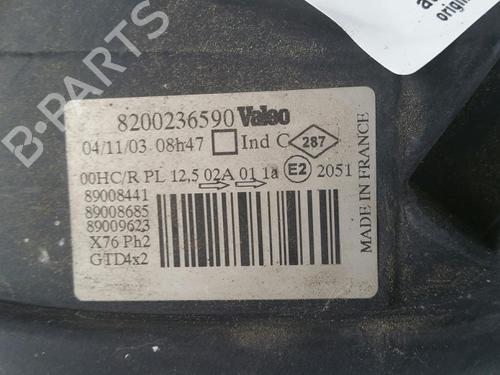 B-PARTS
origin
8200236590 Valeo
04/11/03 08h47 Ind C 287
00HC/R PL 12,5 02A 01 1a E2 2051
89008441
89008685
89009623
X76 Ph2
GTD4x2
MADE IN FRANCE